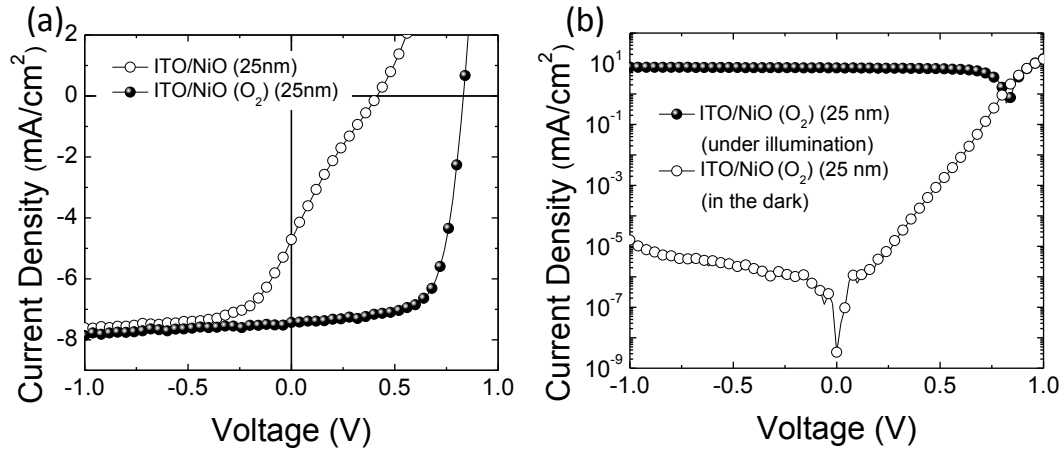 (a)
2
0
-2
-4
-6
-8
Current Density (mA/cm²)
ITO/NiO (25nm)
ITO/NiO (O₂) (25nm)
-1.0 -0.5 0.0 0.5 1.0
Voltage (V)
(b)
10¹
10⁻¹
10⁻³
10⁻⁵
10⁻⁷
10⁻⁹
Current Density (mA/cm²)
ITO/NiO (O₂) (25 nm)
(under illumination)
ITO/NiO (O₂) (25 nm)
(in the dark)
-1.0 -0.5 0.0 0.5 1.0
Voltage (V)